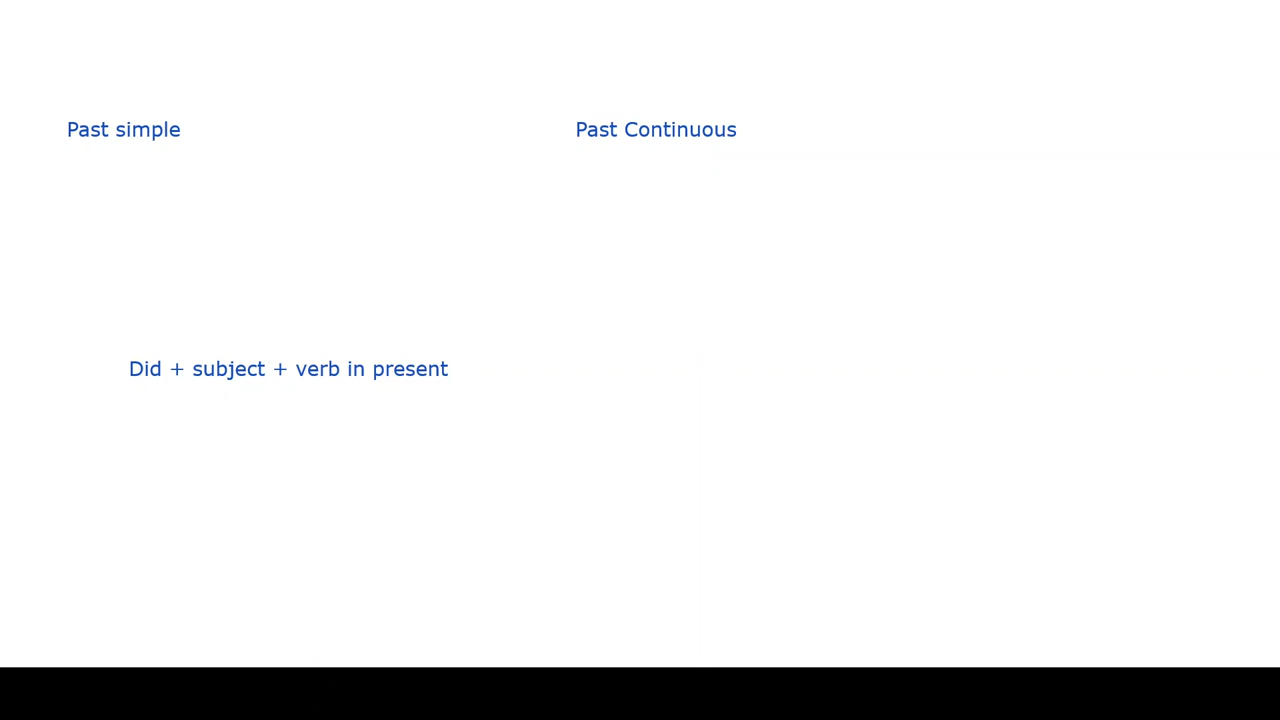 Past simple
Past Continuous
Did + subject + verb in present